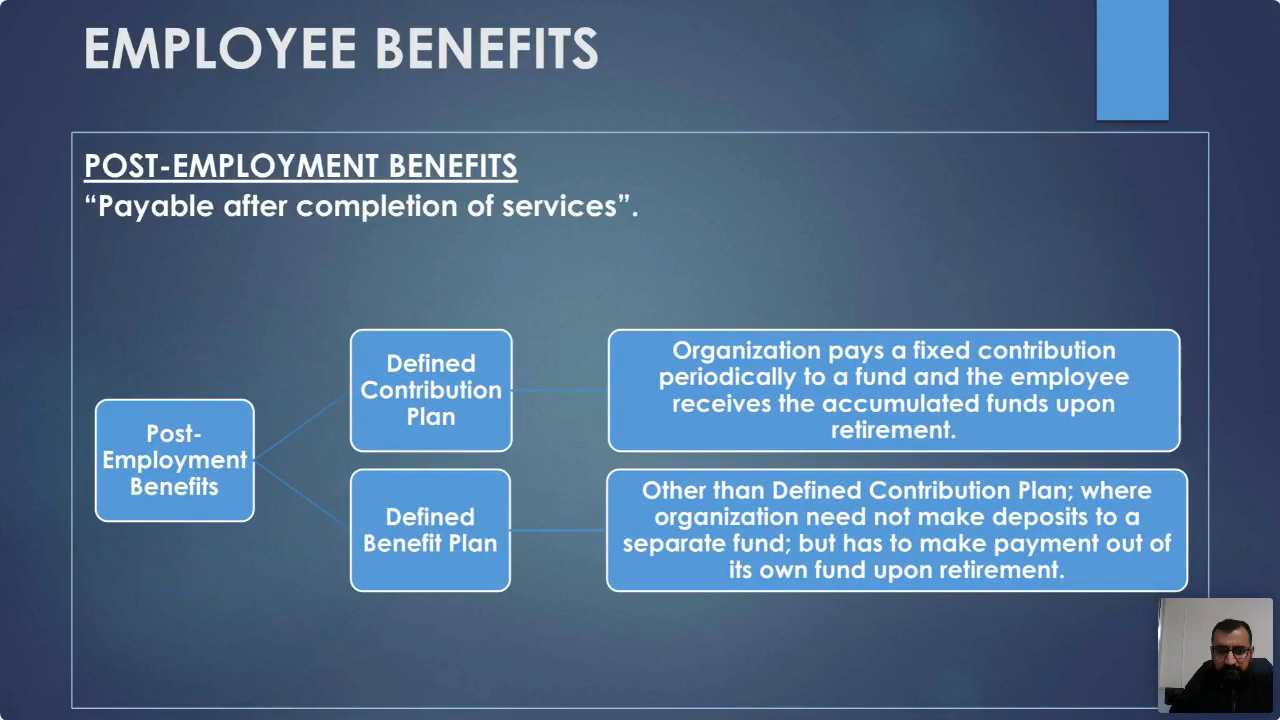 EMPLOYEE BENEFITS
POST-EMPLOYMENT BENEFITS
“Payable after completion of services”.
Post-
Employment
Benefits
Defined
Contribution
Plan
Organization pays a fixed contribution
periodically to a fund and the employee
receives the accumulated funds upon
retirement.
Defined
Benefit Plan
Other than Defined Contribution Plan; where
organization need not make deposits to a
separate fund; but has to make payment out of
its own fund upon retirement.